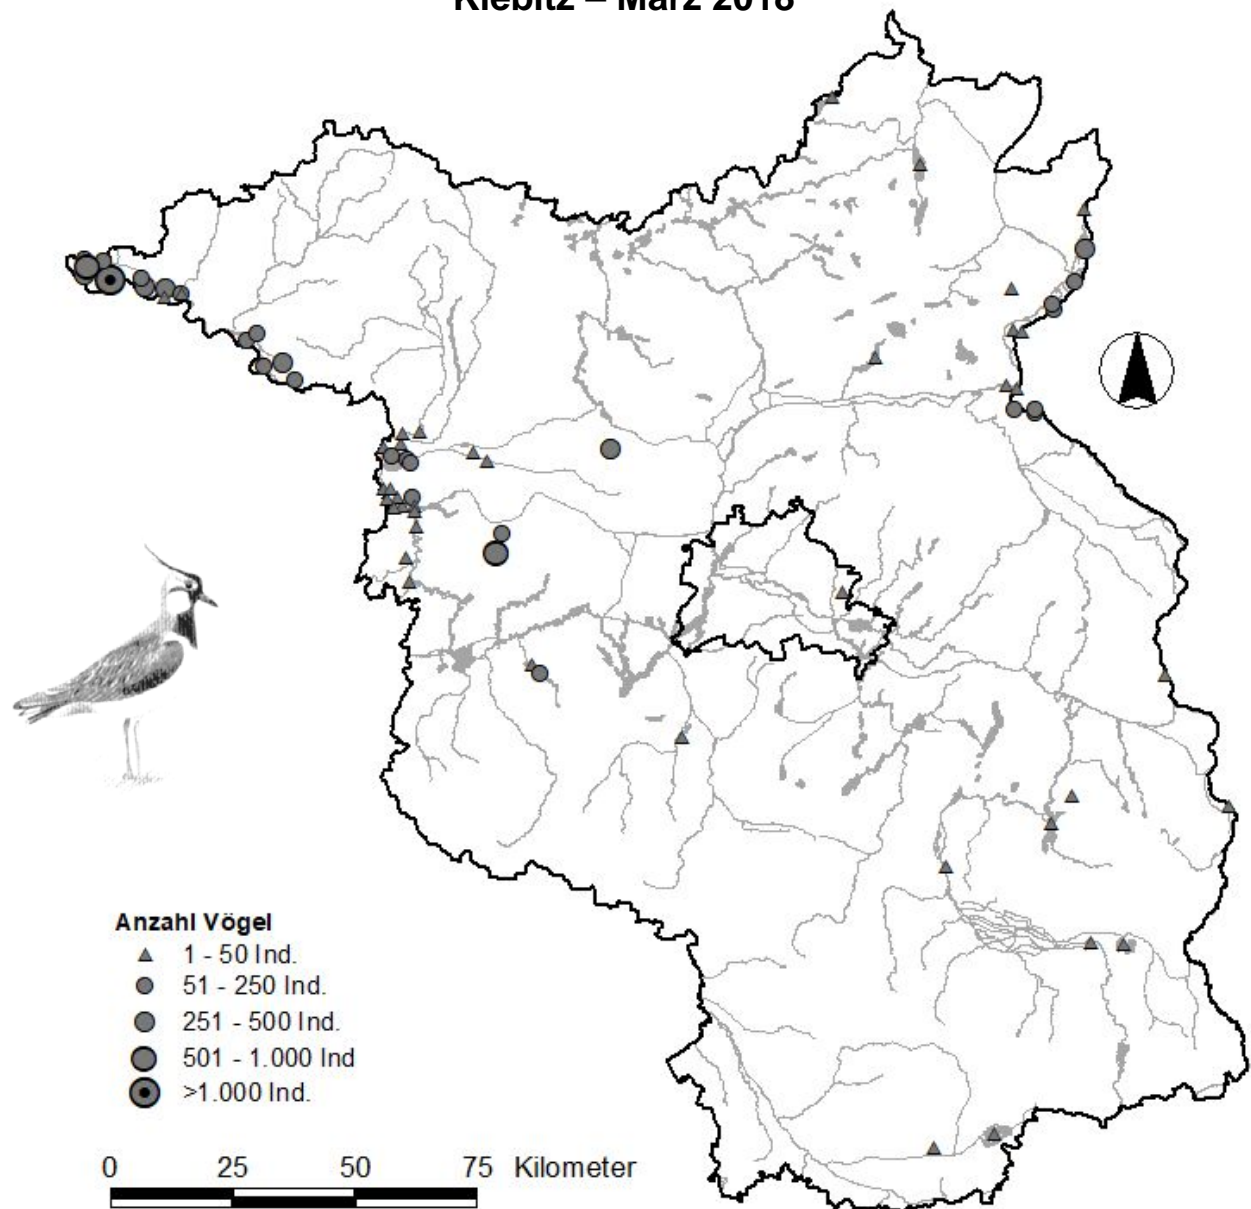 Kiebitz – März 2018
Anzahl Vögel
1 - 50 Ind.
51 - 250 Ind.
251 - 500 Ind.
501 - 1.000 Ind
>1.000 Ind.
0 25 50 75 Kilometer